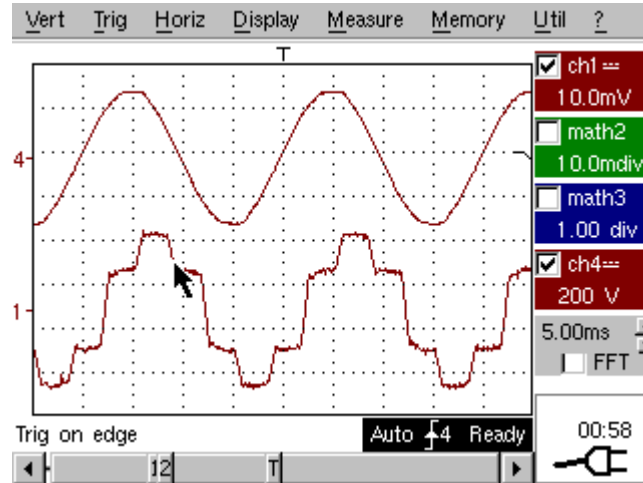 Vert Trig Horiz Display Measure Memory Util ?
T
ch1
10.0mV
math2
10.0mdiv
math3
1.00 div
ch4
200 V
4
1
5.00ms
FFT
Trig on edge Auto 4 Ready
00:58
12 T